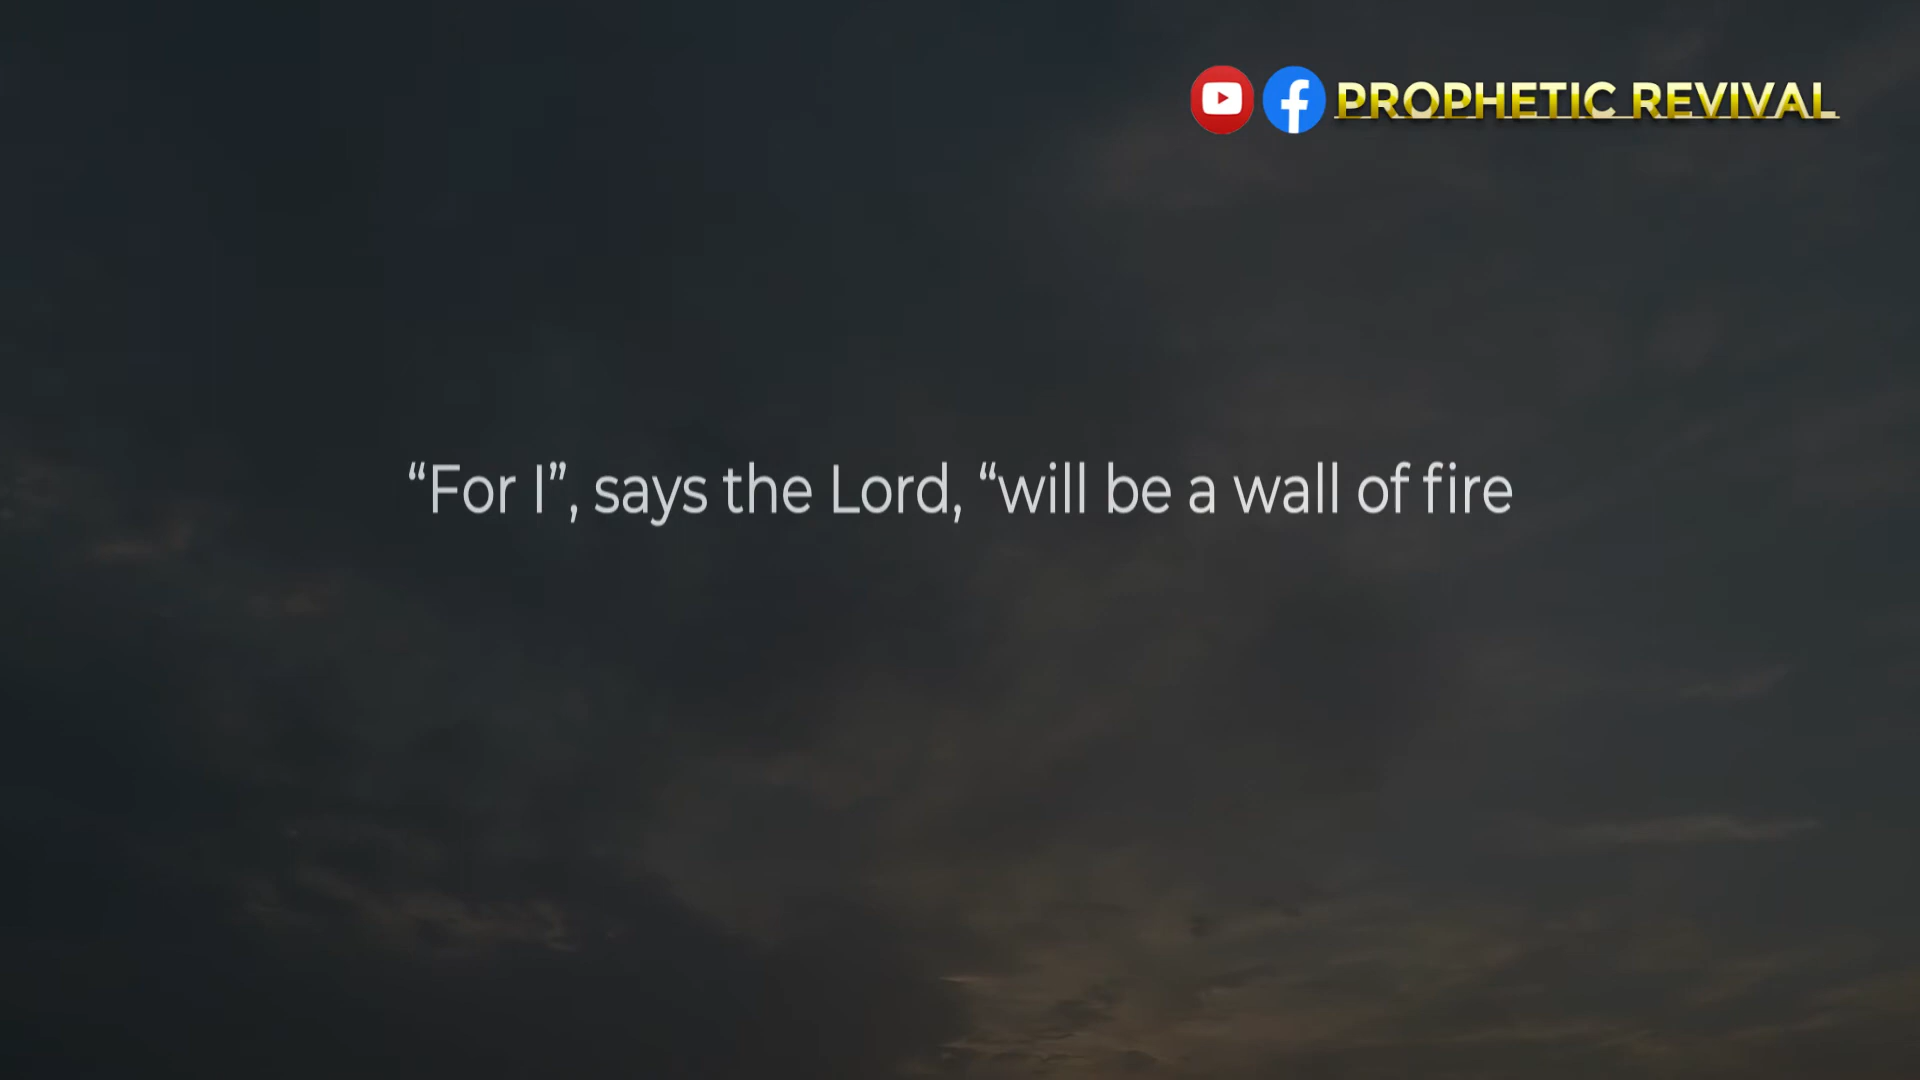 PROPHETIC REVIVAL
“For I”, says the Lord, “will be a wall of fire